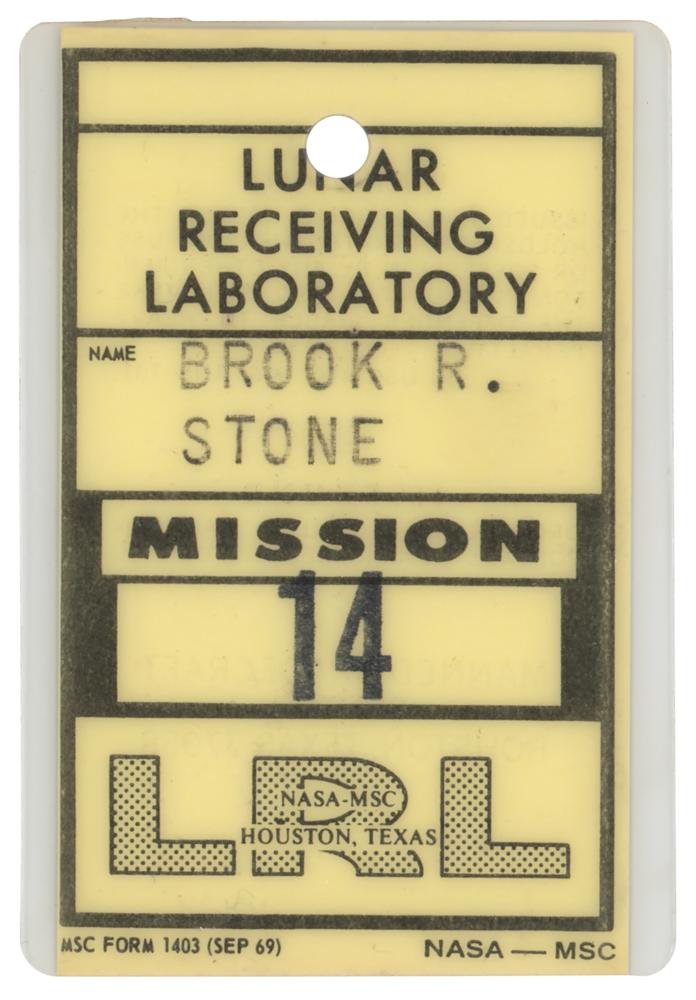 LUNAR
RECEIVING
LABORATORY
NAME BROOK R.
STONE
MISSION
14
LRL
NASA-MSC
HOUSTON, TEXAS
MSC FORM 1403 (SEP 69) NASA — MSC